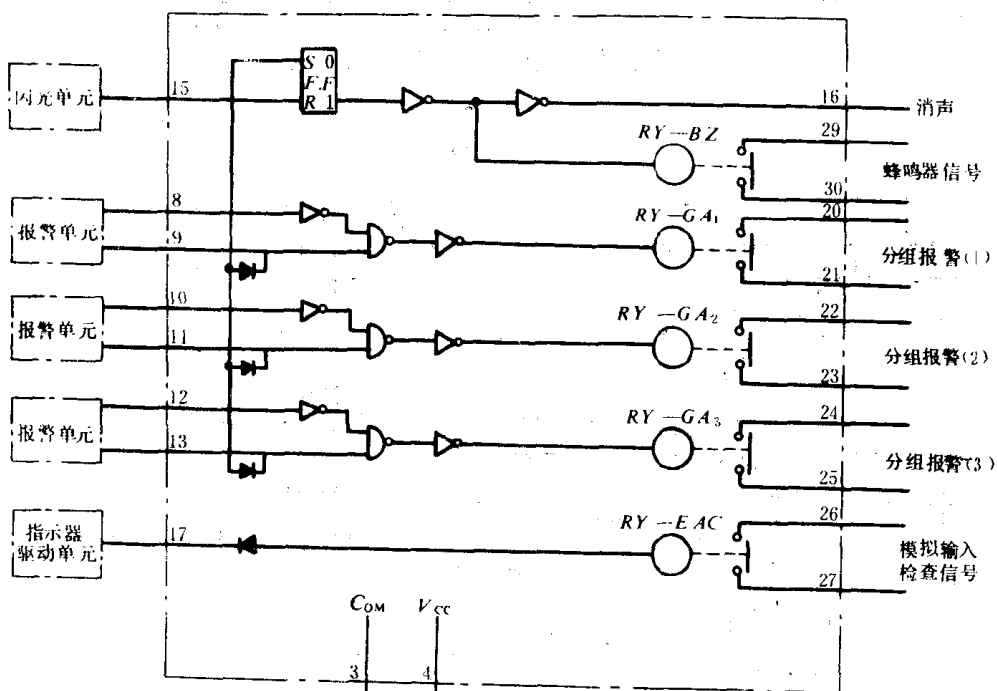 S 0
F.F
R 1
闪光单元
15
16
消声
RY—BZ
29
蜂鸣器信号
30
报警单元
8
9
RY—GA₁
20
分组报警(1)
21
报警单元
10
11
RY—GA₂
22
分组报警(2)
23
报警单元
12
13
RY—GA₃
24
分组报警(3)
25
指示器
驱动单元
17
RY—EAC
26
模拟输入
检查信号
27
COM
VCC
3
4